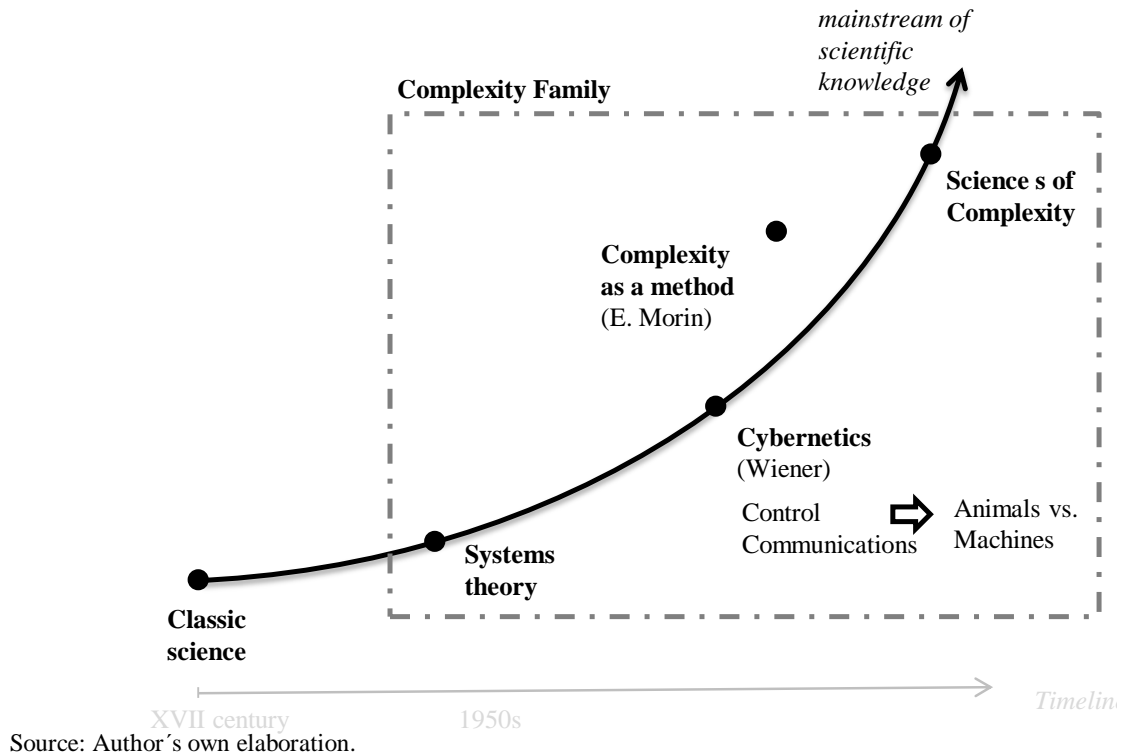 mainstream of
scientific
knowledge
Complexity Family
Science s of
Complexity
Complexity
as a method
(E. Morin)
Cybernetics
(Wiener)
Control
Communications
Animals vs.
Machines
Systems
theory
Classic
science
XVII century
1950s
Timelin
Source: Author´s own elaboration.